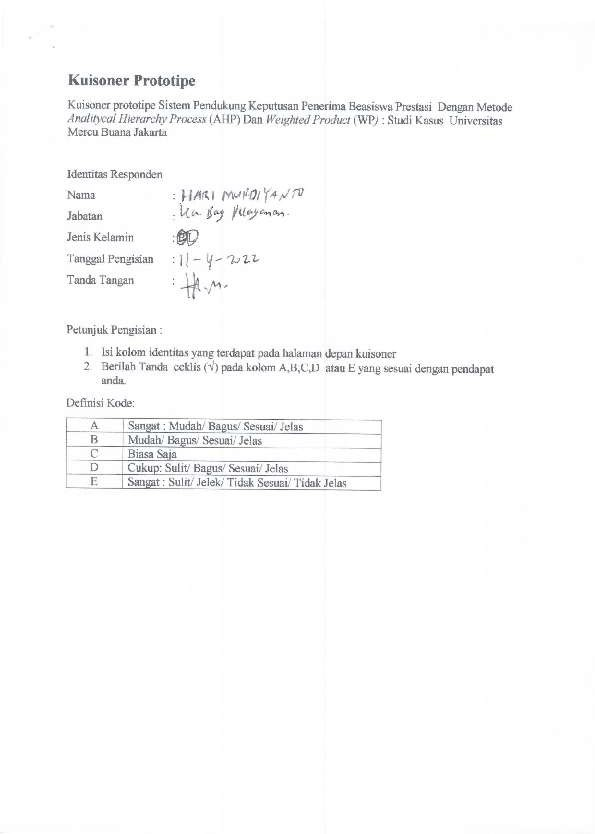 Kuisoner Prototipe
Kuisoner prototipe Sistem Pendukung Keputusan Penerima Beasiswa Prestasi Dengan Metode
Analitycal Hierarchy Process (AHP) Dan Weighted Product (WP) : Studi Kasus Universitas
Mercu Buana Jakarta
Identitas Responden
Nama : HARI MURDIYANTO
Jabatan : Bag Pelayanan.
Jenis Kelamin :
Tanggal Pengisian : 11 - 4 - 2022
Tanda Tangan : H.M.
Petunjuk Pengisian :
1. Isi kolom identitas yang terdapat pada halaman depan kuisoner
2. Berilah Tanda ceklis (√) pada kolom A,B,C,D atau E yang sesuai dengan pendapat
anda.
Definisi Kode:
A Sangat : Mudah/ Bagus/ Sesuai/ Jelas
B Mudah/ Bagus/ Sesuai/ Jelas
C Biasa Saja
D Cukup: Sulit/ Bagus/ Sesuai/ Jelas
E Sangat : Sulit/ Jelek/ Tidak Sesuai/ Tidak Jelas